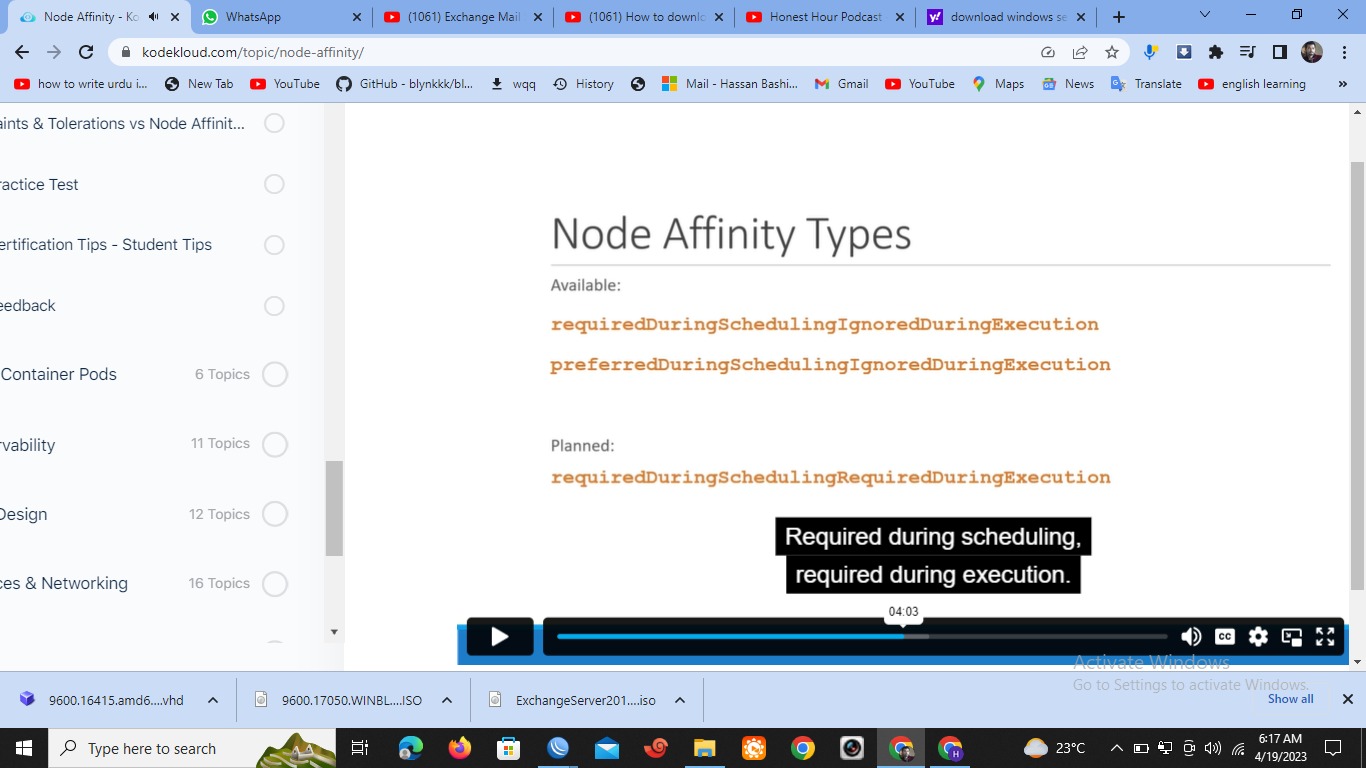 Node Affinity - Ko
WhatsApp
(1061) Exchange Mail
(1061) How to downlo
Honest Hour Podcast
download windows se
kodekloud.com/topic/node-affinity/
how to write urdu i...
New Tab
YouTube
GitHub - blynkkk/bl...
wqq
History
Mail - Hassan Bashi...
Gmail
YouTube
Maps
News
Translate
english learning
»
aints & Tolerations vs Node Affinit...
ractice Test
ertification Tips - Student Tips
eedback
Container Pods 6 Topics
rvability 11 Topics
Design 12 Topics
ces & Networking 16 Topics
Node Affinity Types
Available:
requiredDuringSchedulingIgnoredDuringExecution
preferredDuringSchedulingIgnoredDuringExecution
Planned:
requiredDuringSchedulingRequiredDuringExecution
Required during scheduling,
required during execution.
04:03
CC
Activate Windows
Go to Settings to activate Windows.
9600.16415.amd6....vhd
9600.17050.WINBL....ISO
ExchangeServer201....iso
Show all
Type here to search
H
23°C
6:17 AM
4/19/2023